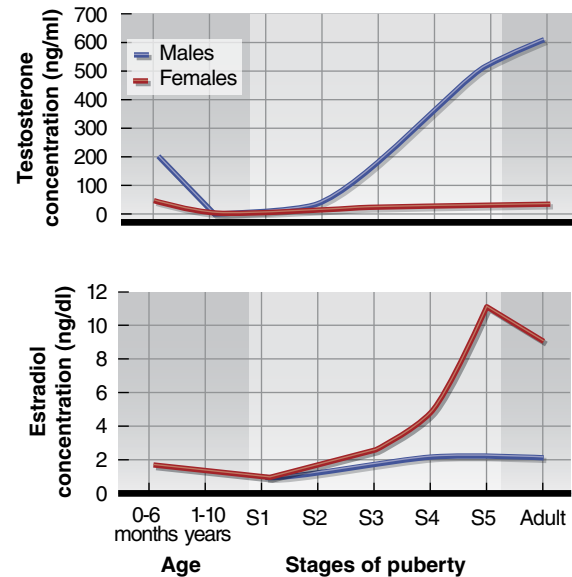 Testosterone
concentration (ng/ml)
700
600
500
400
300
200
100
0
Males
Females
Estradiol
concentration (ng/dl)
12
10
8
6
4
2
0
0-6
months
1-10
years
S1
S2
S3
S4
S5
Adult
Age
Stages of puberty